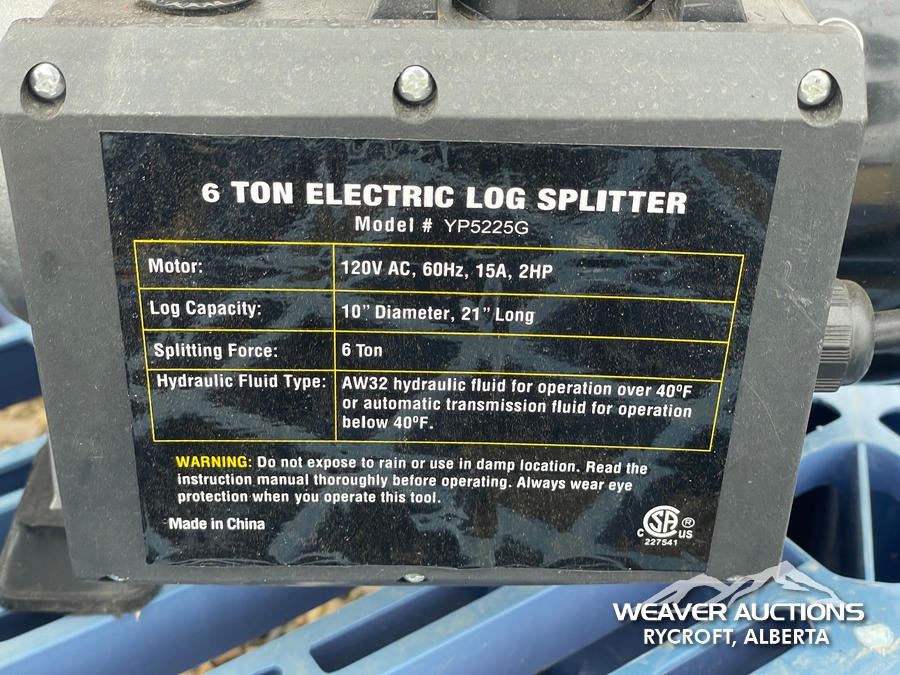 6 TON ELECTRIC LOG SPLITTER
Model # YP5225G
Motor: 120V AC, 60Hz, 15A, 2HP
Log Capacity: 10" Diameter, 21" Long
Splitting Force: 6 Ton
Hydraulic Fluid Type: AW32 hydraulic fluid for operation over 40ºF
or automatic transmission fluid for operation
below 40ºF.
WARNING: Do not expose to rain or use in damp location. Read the
instruction manual thoroughly before operating. Always wear eye
protection when you operate this tool.
Made in China
C SA ® US
227541
WEAVER AUCTIONS
RYCROFT, ALBERTA